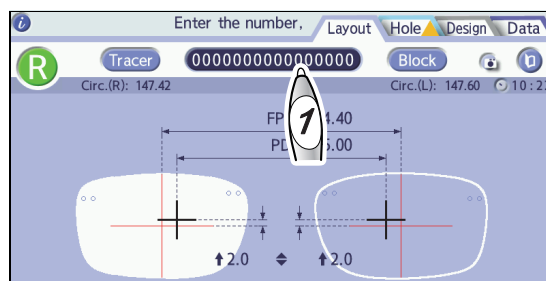 Enter the number, Layout Hole Design Data
R Tracer 0000000000000000 Block
Circ.(R): 147.42 Circ.(L): 147.60
1
2.0 2.0